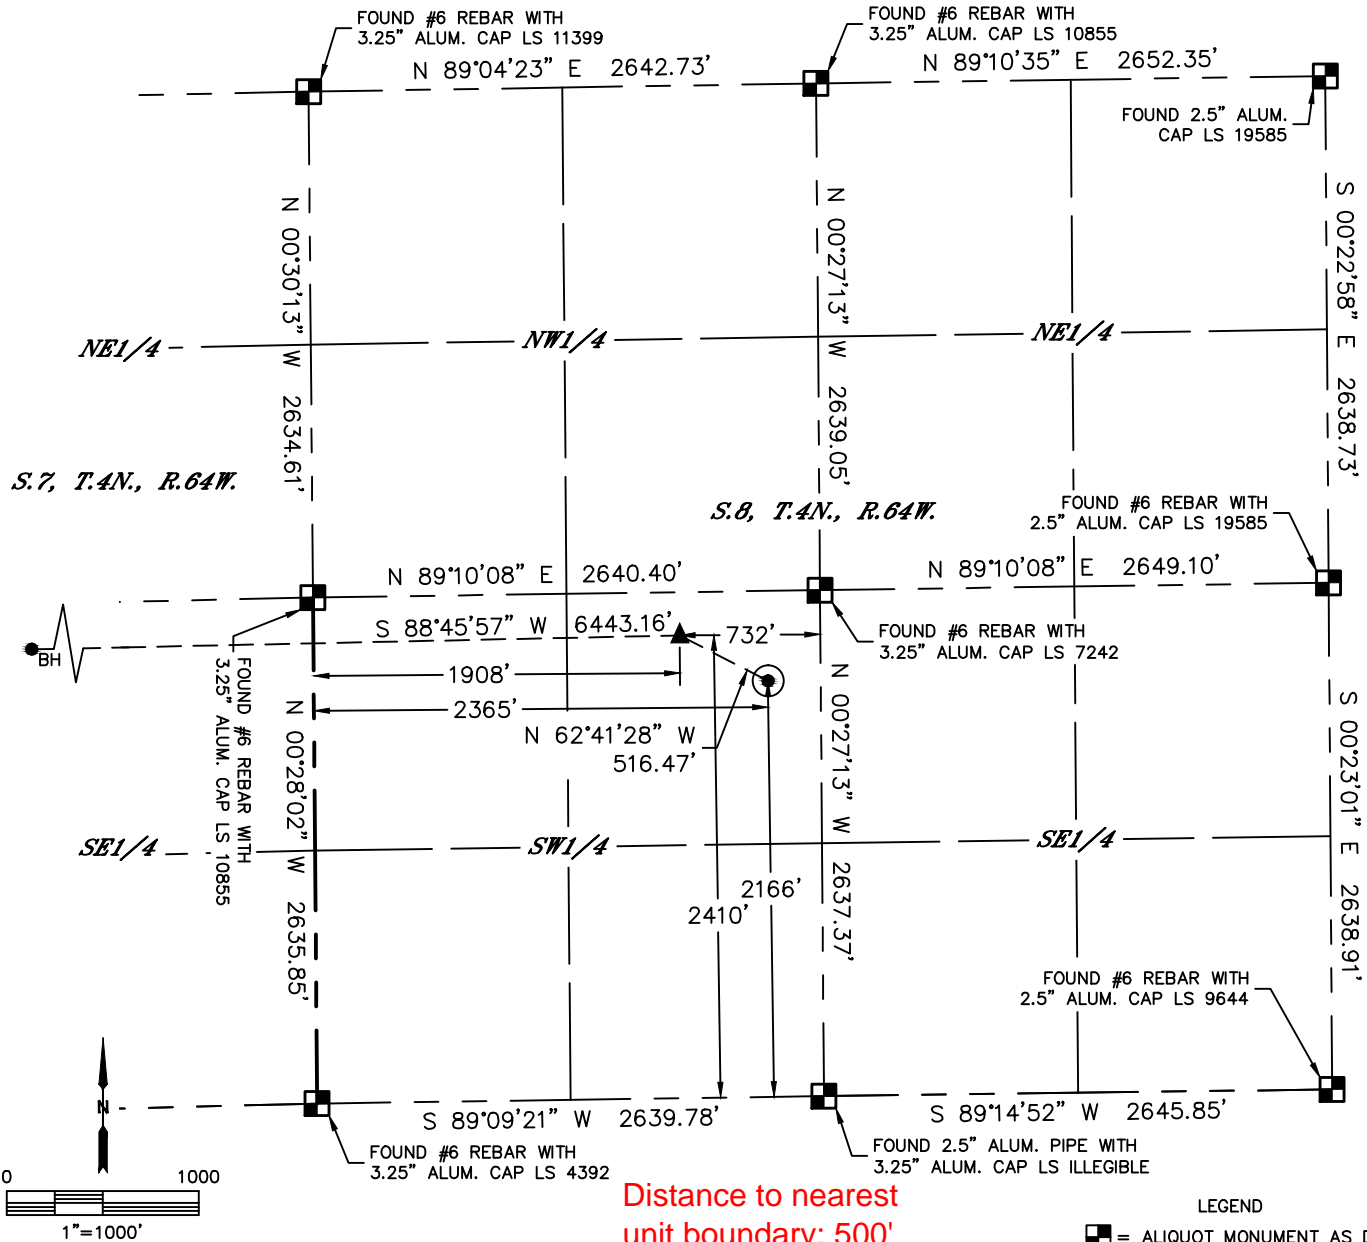 FOUND #6 REBAR WITH
3.25" ALUM. CAP LS 11399
FOUND #6 REBAR WITH
3.25" ALUM. CAP LS 10855
N 89°04'23" E 2642.73'
N 89°10'35" E 2652.35'
FOUND 2.5" ALUM.
CAP LS 19585
N 00°30'13" W 2634.61'
N 00°27'13" W 2639.05'
S 00°22'58" E 2638.73'
NE1/4
NW1/4
NE1/4
S.7, T.4N., R.64W.
S.8, T.4N., R.64W.
FOUND #6 REBAR WITH
2.5" ALUM. CAP LS 19585
N 89°10'08" E 2640.40'
N 89°10'08" E 2649.10'
S 88°45'57" W 6443.16'
732'
FOUND #6 REBAR WITH
3.25" ALUM. CAP LS 7242
BH
1908'
2365'
FOUND #6 REBAR WITH
3.25" ALUM. CAP LS 10855
N 62°41'28" W
516.47'
N 00°28'02" W 2635.85'
N 00°27'13" W 2637.37'
S 00°23'01" E 2638.91'
SE1/4
SW1/4
SE1/4
2166'
2410'
FOUND #6 REBAR WITH
2.5" ALUM. CAP LS 9644
N
S 89°09'21" W 2639.78'
S 89°14'52" W 2645.85'
FOUND #6 REBAR WITH
3.25" ALUM. CAP LS 4392
FOUND 2.5" ALUM. PIPE WITH
3.25" ALUM. CAP LS ILLEGIBLE
0 1000
1"=1000'
Distance to nearest
unit boundary: 500'
LEGEND
= ALIQUOT MONUMENT AS